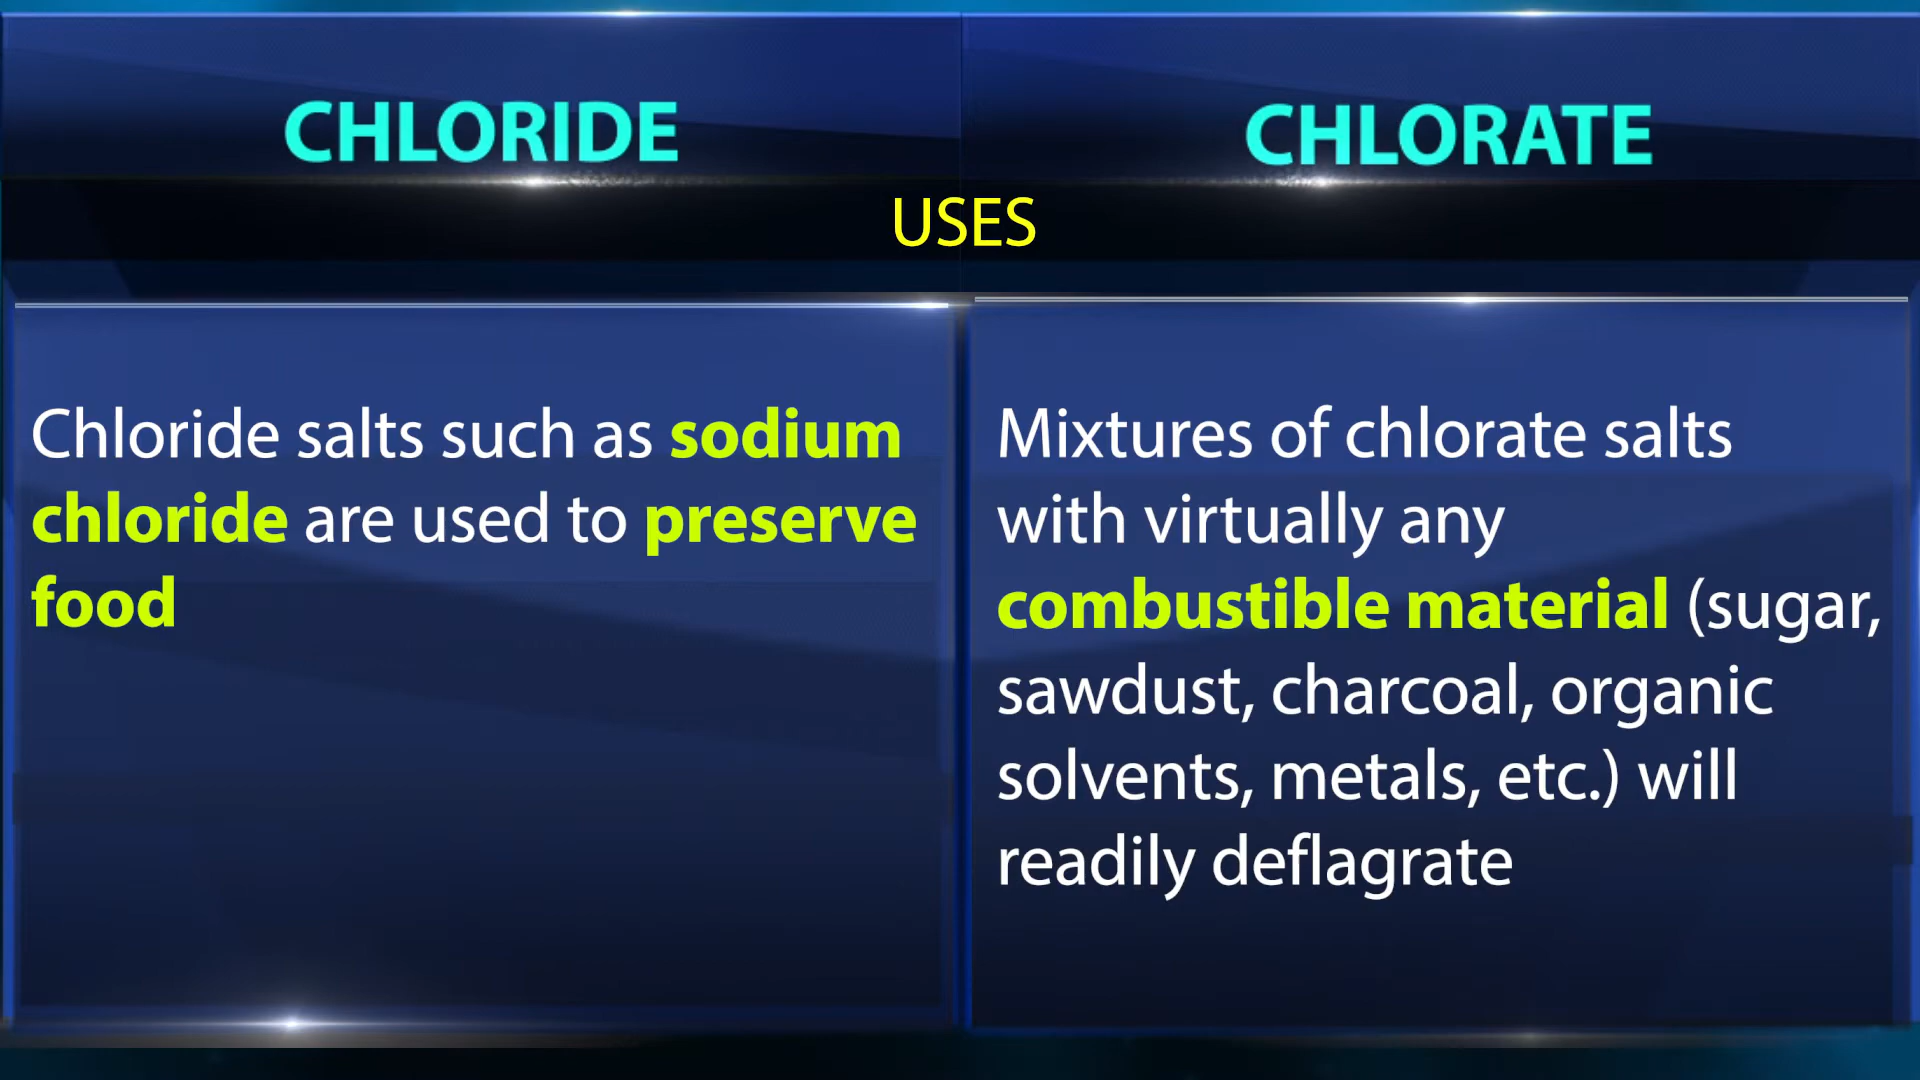 CHLORIDE
CHLORATE
USES
Chloride salts such as sodium
chloride are used to preserve
food
Mixtures of chlorate salts
with virtually any
combustible material (sugar,
sawdust, charcoal, organic
solvents, metals, etc.) will
readily deflagrate